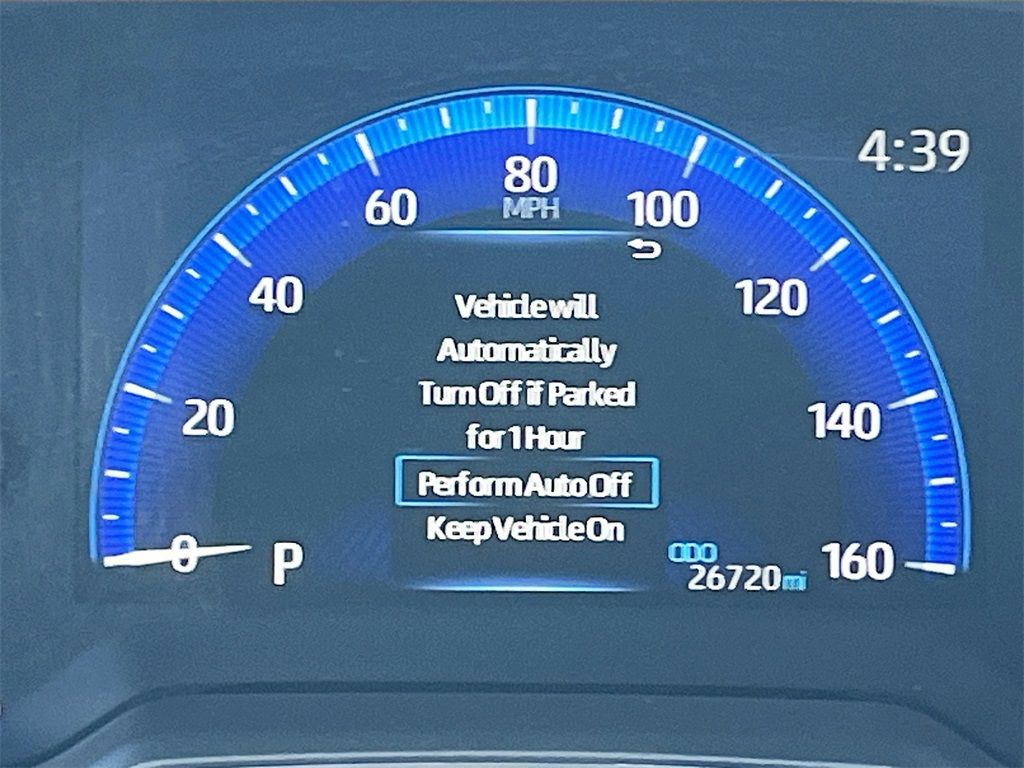 4:39
80
MPH
60
100
40
120
20
140
0
160
Vehicle will
Automatically
Turn Off if Parked
for 1 Hour
Perform Auto Off
Keep Vehicle On
P
ODO
26720 mi